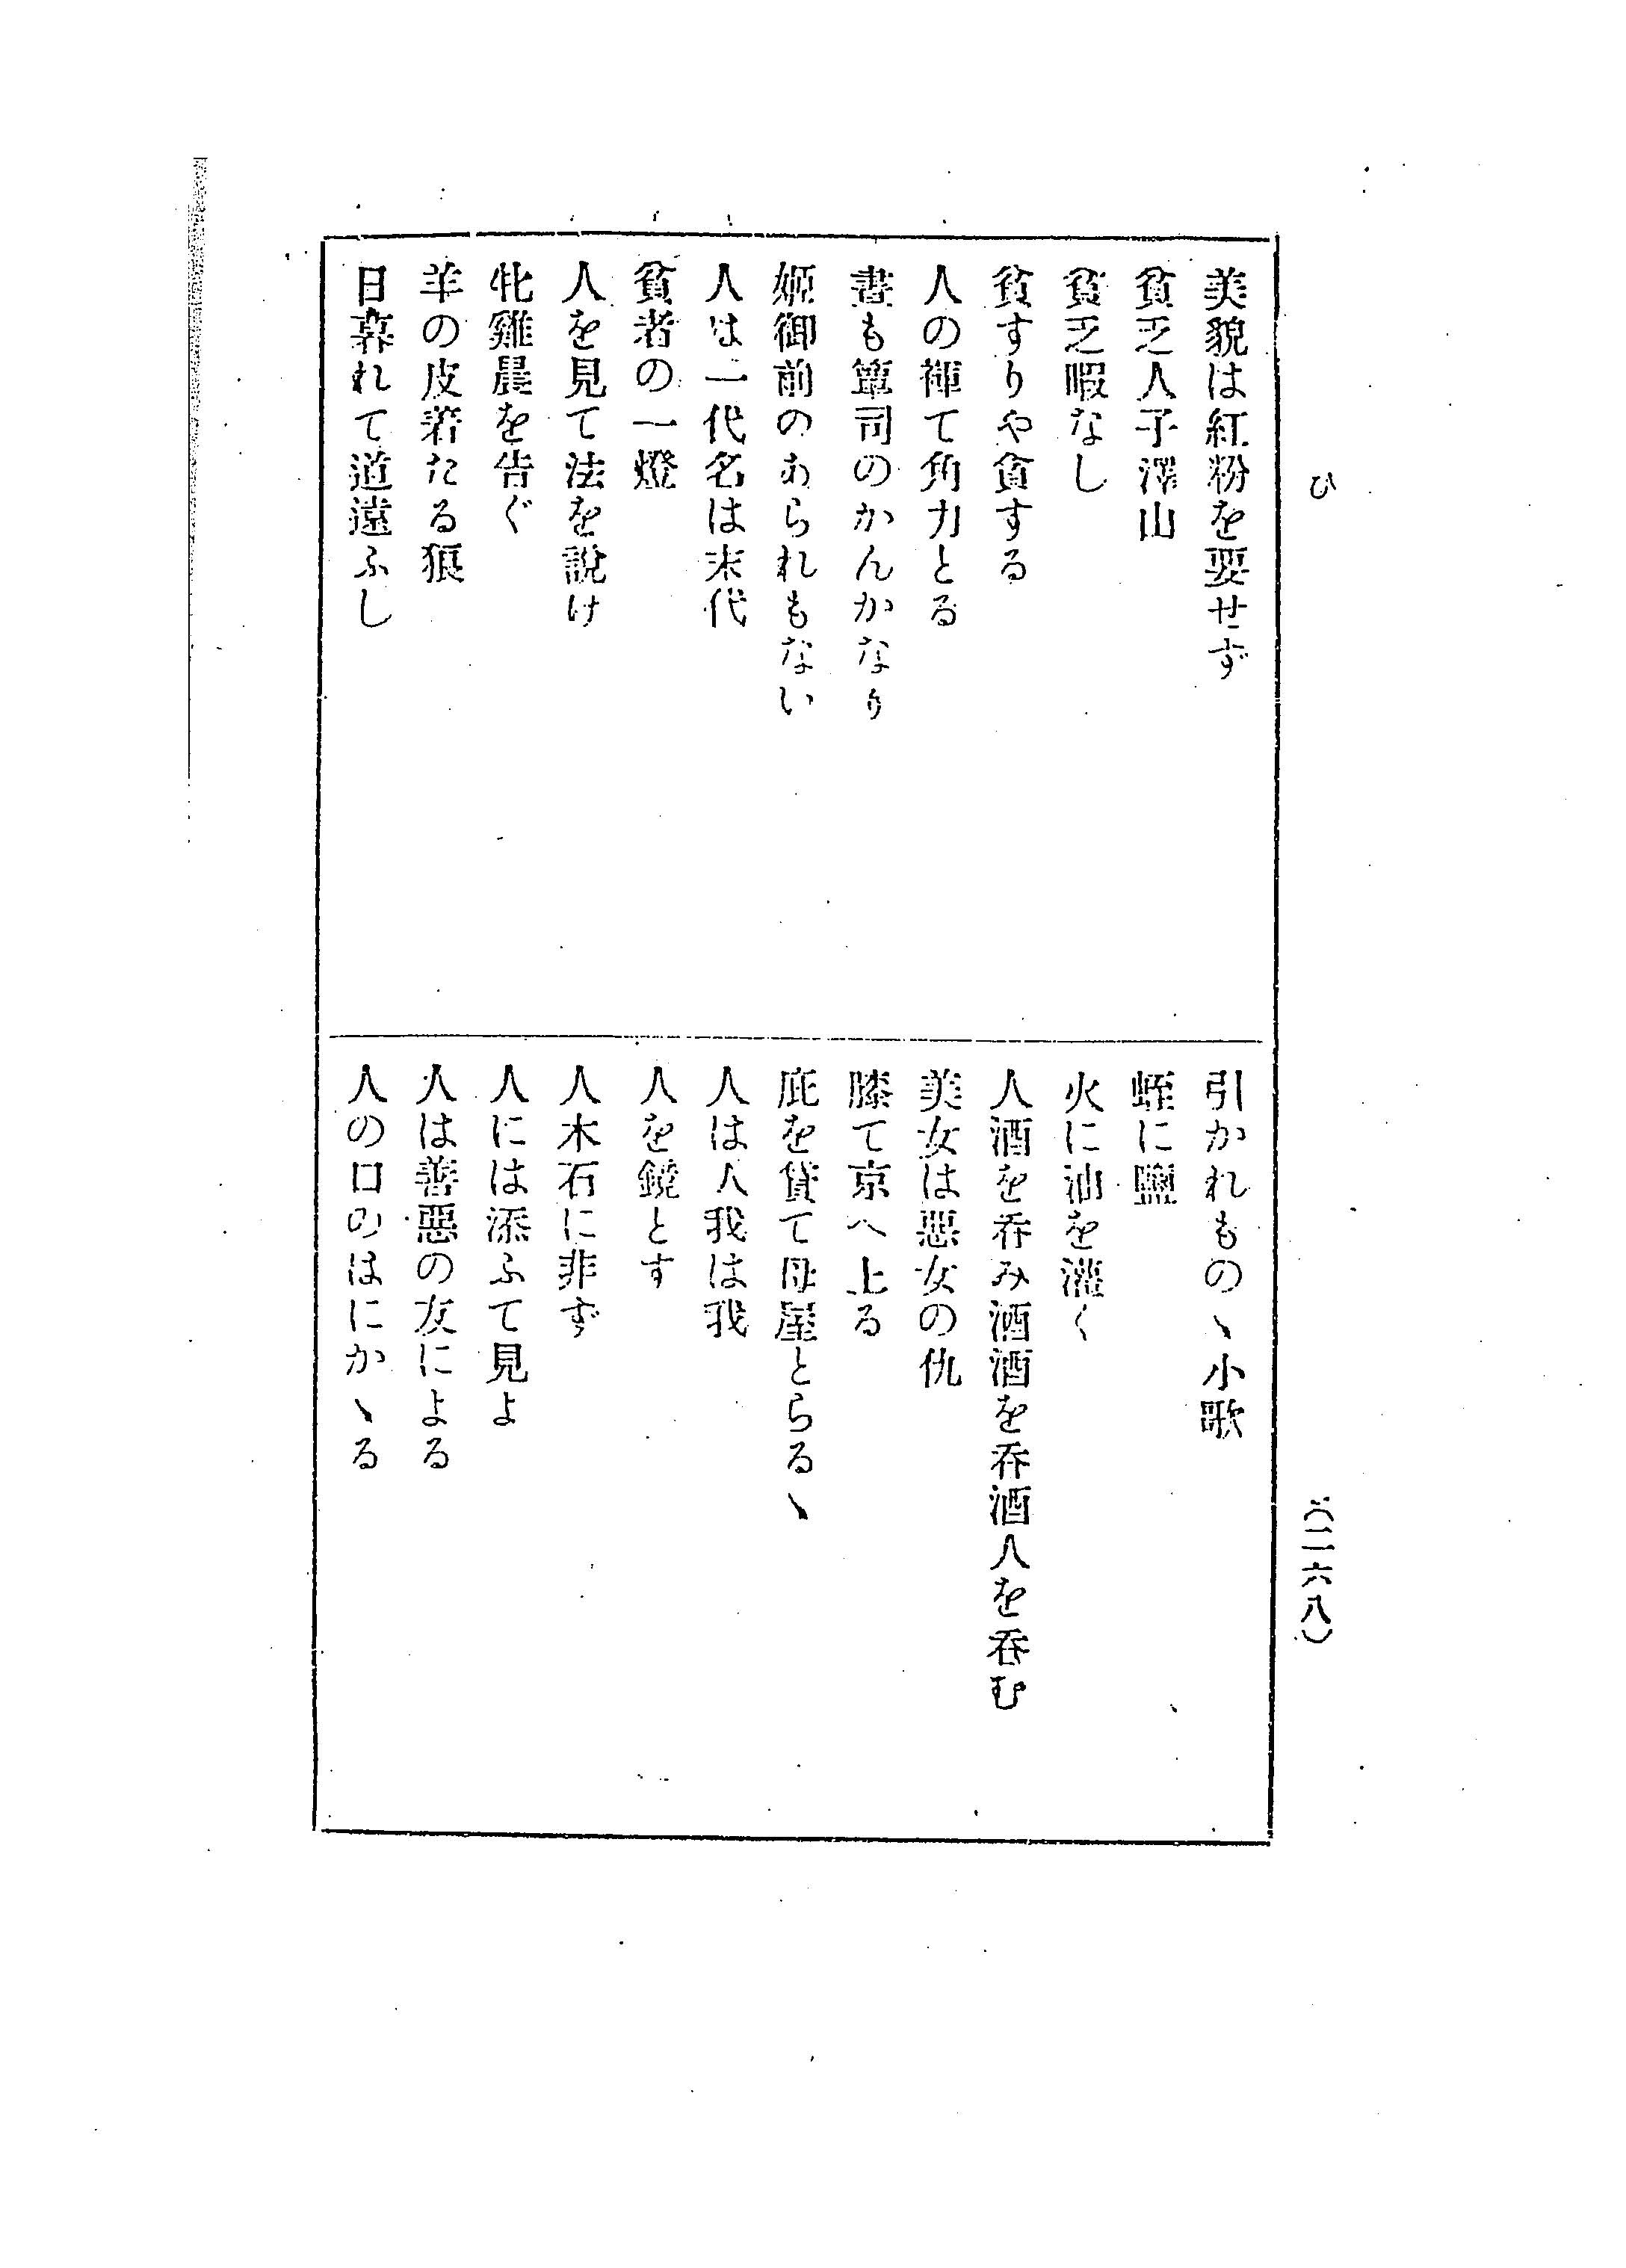 ひ
(二六八)
美貌は紅粉を要せず
貧乏人子澤山
貧乏暇なし
貧すりや貪する
人の褌て角力とる
晝も簞司のかんかなり
姬御前のあられもない
人は一代名は末代
貧者の一燈
人を見て法を說け
牝雞晨を告ぐ
羊の皮着たる狼
日暮れて道遠ふし
引かれものゝ小歌
蛭に鹽
火に油を灌く
人酒を呑み酒酒を呑酒人を呑む
美女は惡女の仇
膝て京へ上る
庇を貸て母屋とらるゝ
人は人我は我
人を鏡とす
人木石に非ず
人には添ふて見よ
人は善惡の友による
人の口のはにかゝる